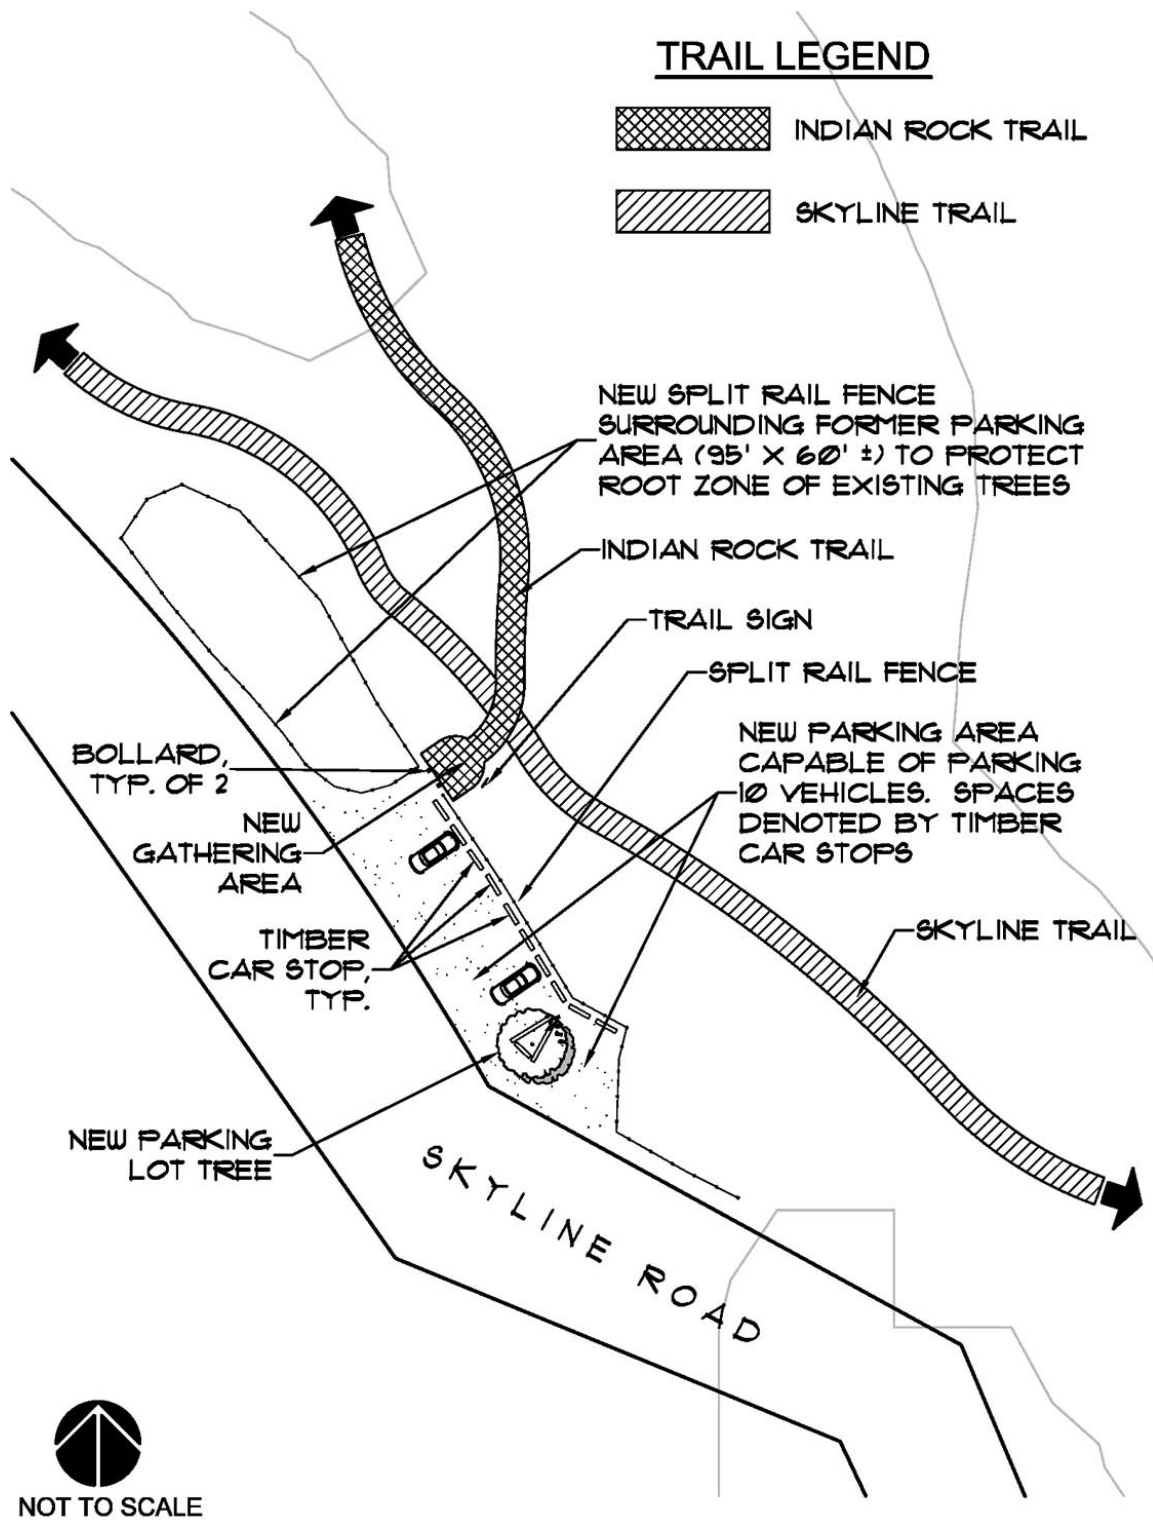 TRAIL LEGEND
INDIAN ROCK TRAIL
SKYLINE TRAIL
NEW SPLIT RAIL FENCE
SURROUNDING FORMER PARKING
AREA (95' X 60' ±) TO PROTECT
ROOT ZONE OF EXISTING TREES
INDIAN ROCK TRAIL
TRAIL SIGN
SPLIT RAIL FENCE
NEW PARKING AREA
CAPABLE OF PARKING
10 VEHICLES. SPACES
DENOTED BY TIMBER
CAR STOPS
BOLLARD,
TYP. OF 2
NEW
GATHERING
AREA
TIMBER
CAR STOP,
TYP.
SKYLINE TRAIL
NEW PARKING
LOT TREE
SKYLINE ROAD
NOT TO SCALE